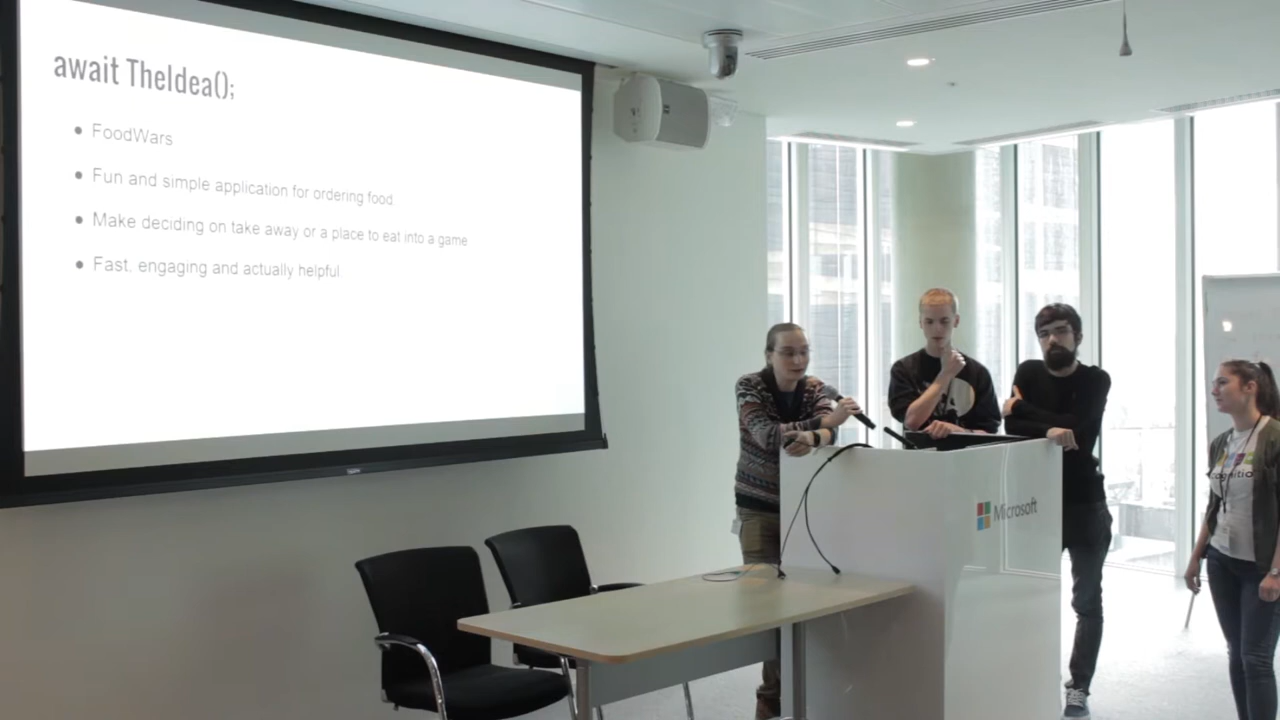 await TheIdea();
FoodWars
Fun and simple application for ordering food
Make deciding on take away or a place to eat into a game
Fast, engaging and actually helpful
Microsoft